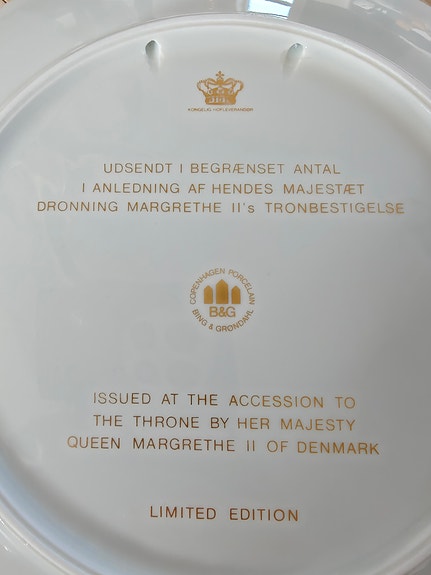 KONGELIG HOFLEVERANDØR
UDSENDT I BEGRÆNSET ANTAL
I ANLEDNING AF HENDES MAJESTÆT
DRONNING MARGRETHE II's TRONBESTIGELSE
COPENHAGEN PORCELAIN
B&G
BING & GRØNDAHL
ISSUED AT THE ACCESSION TO
THE THRONE BY HER MAJESTY
QUEEN MARGRETHE II OF DENMARK
LIMITED EDITION